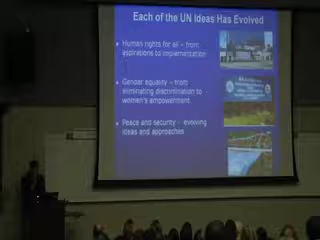 Each of the UN Ideas Has Evolved
Human rights for all – from
aspirations to implementation
Gender equality – from
eliminating discrimination to
women's empowerment
Peace and security – evolving
ideas and approaches